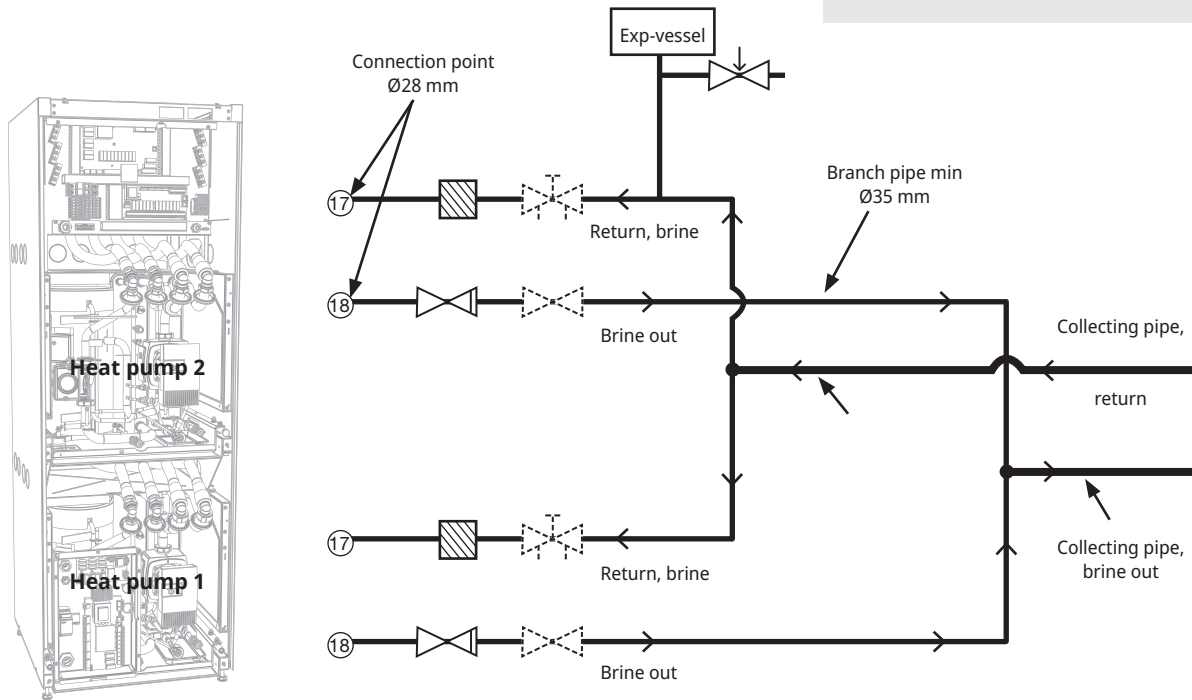 Exp-vessel
Connection point
Ø28 mm
17
Return, brine
Branch pipe min
Ø35 mm
18
Brine out
Collecting pipe,
return
Heat pump 2
17
Return, brine
Collecting pipe,
brine out
Heat pump 1
18
Brine out